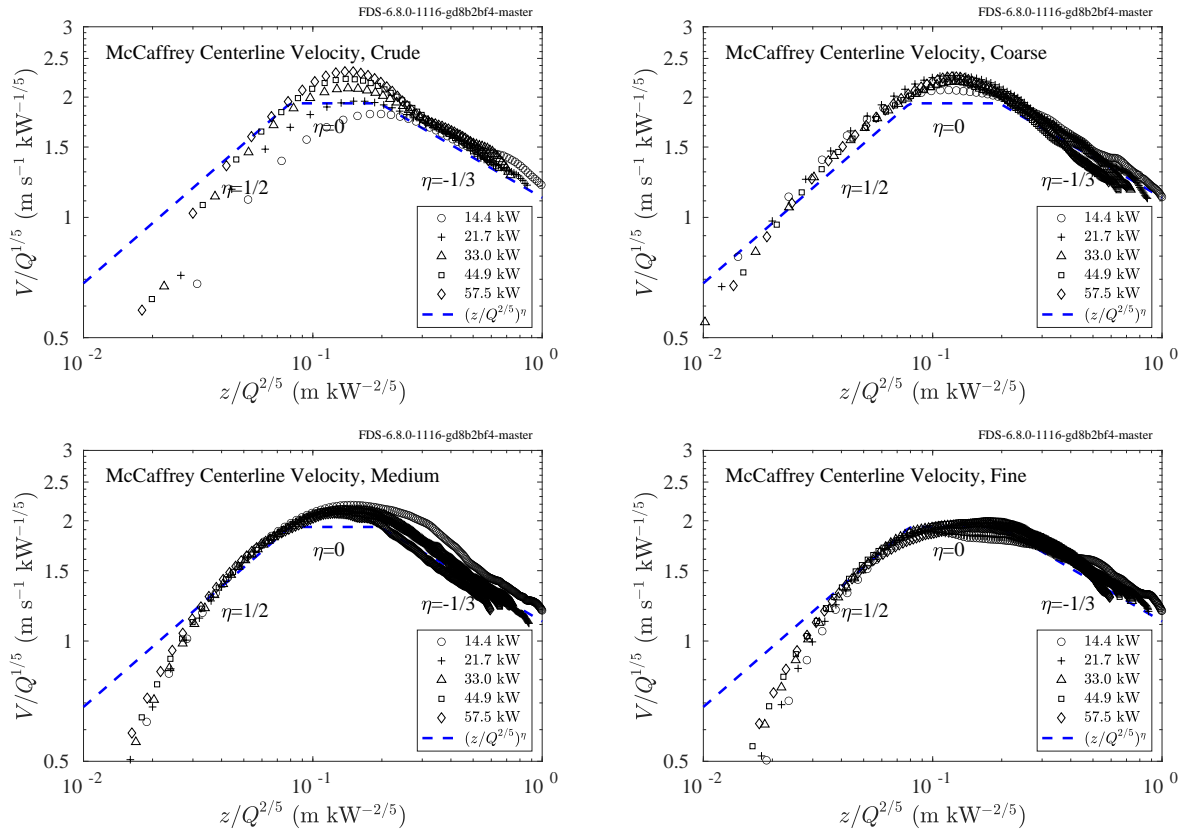 FDS-6.8.0-1116-gd8b2bf4-master
McCaffrey Centerline Velocity, Crude
3
2.5
2
1.5
1
0.5
V/Q^{1/5} (m s^{−1} kW^{−1/5})
η=0
η=1/2
η=-1/3
14.4 kW
21.7 kW
33.0 kW
44.9 kW
57.5 kW
(z/Q^{2/5})^η
10^{-2}
10^{-1}
10^0
z/Q^{2/5} (m kW^{−2/5})
FDS-6.8.0-1116-gd8b2bf4-master
McCaffrey Centerline Velocity, Coarse
3
2.5
2
1.5
1
0.5
V/Q^{1/5} (m s^{−1} kW^{−1/5})
η=0
η=1/2
η=-1/3
14.4 kW
21.7 kW
33.0 kW
44.9 kW
57.5 kW
(z/Q^{2/5})^η
10^{-2}
10^{-1}
10^0
z/Q^{2/5} (m kW^{−2/5})
FDS-6.8.0-1116-gd8b2bf4-master
McCaffrey Centerline Velocity, Medium
3
2.5
2
1.5
1
0.5
V/Q^{1/5} (m s^{−1} kW^{−1/5})
η=0
η=1/2
η=-1/3
14.4 kW
21.7 kW
33.0 kW
44.9 kW
57.5 kW
(z/Q^{2/5})^η
10^{-2}
10^{-1}
10^0
z/Q^{2/5} (m kW^{−2/5})
FDS-6.8.0-1116-gd8b2bf4-master
McCaffrey Centerline Velocity, Fine
3
2.5
2
1.5
1
0.5
V/Q^{1/5} (m s^{−1} kW^{−1/5})
η=0
η=1/2
η=-1/3
14.4 kW
21.7 kW
33.0 kW
44.9 kW
57.5 kW
(z/Q^{2/5})^η
10^{-2}
10^{-1}
10^0
z/Q^{2/5} (m kW^{−2/5})